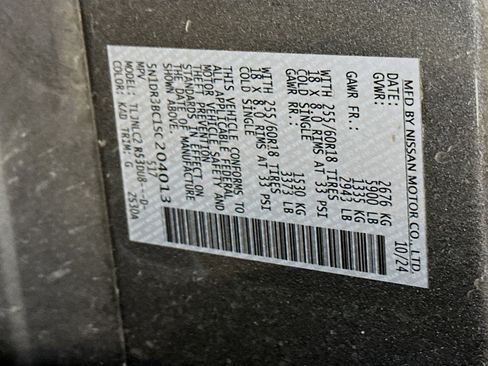 MFD BY NISSAN MOTOR CO., LTD.
DATE: 10/24
GVWR: 2676 KG
5900 LB
GAWR FR.: 1335 KG
2943 LB
WITH 255/60R18 TIRES
18 X 8.0 RIMS AT 33 PSI
COLD SINGLE
GAWR RR.: 1530 KG
3373 LB
WITH 255/60R18 TIRES
18 X 8.0 RIMS AT 33 PSI
COLD SINGLE
THIS VEHICLE CONFORMS TO
ALL APPLICABLE FEDERAL
MOTOR VEHICLE SAFETY AND
THEFT PREVENTION
STANDARDS IN EFFECT ON
THE DATE OF MANUFACTURE
SHOWN ABOVE.
5N1DR3BC1SC204013
MPV
MODEL: TLJNLC2 R53DU8---D-
COLOR: KAD TRIM: G 2530A